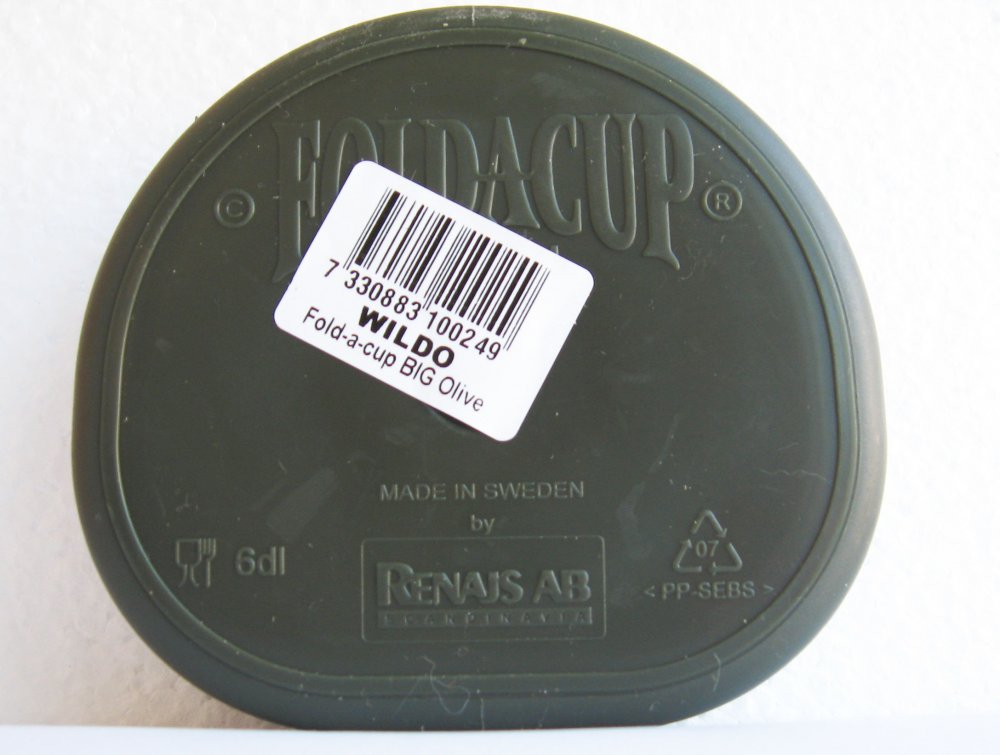 © FOLDACUP ®
7 330883 100249
WILDO
Fold-a-cup BIG Olive
MADE IN SWEDEN
by
6dl
RENAJS AB
SCANDINAVIA
07
< PP-SEBS >